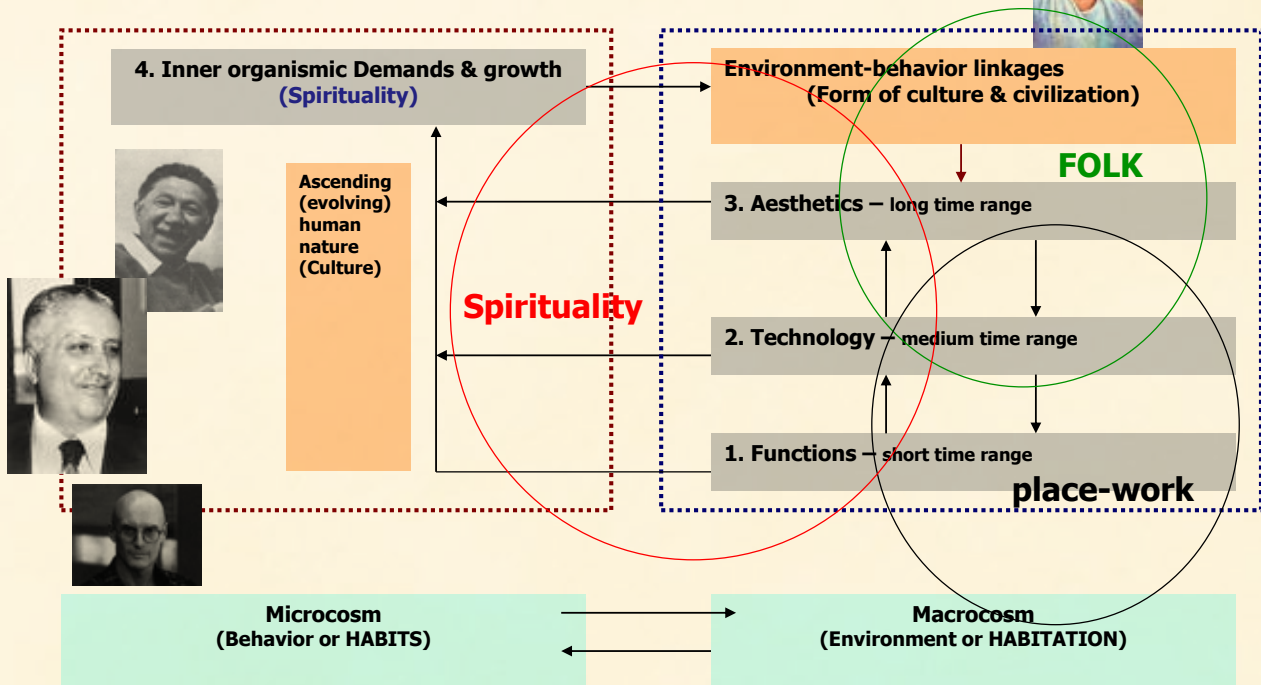 4. Inner organismic Demands & growth
(Spirituality)
Ascending
(evolving)
human
nature
(Culture)
Spirituality
Environment-behavior linkages
(Form of culture & civilization)
FOLK
3. Aesthetics – long time range
2. Technology – medium time range
1. Functions – short time range
place-work
Microcosm
(Behavior or HABITS)
Macrocosm
(Environment or HABITATION)